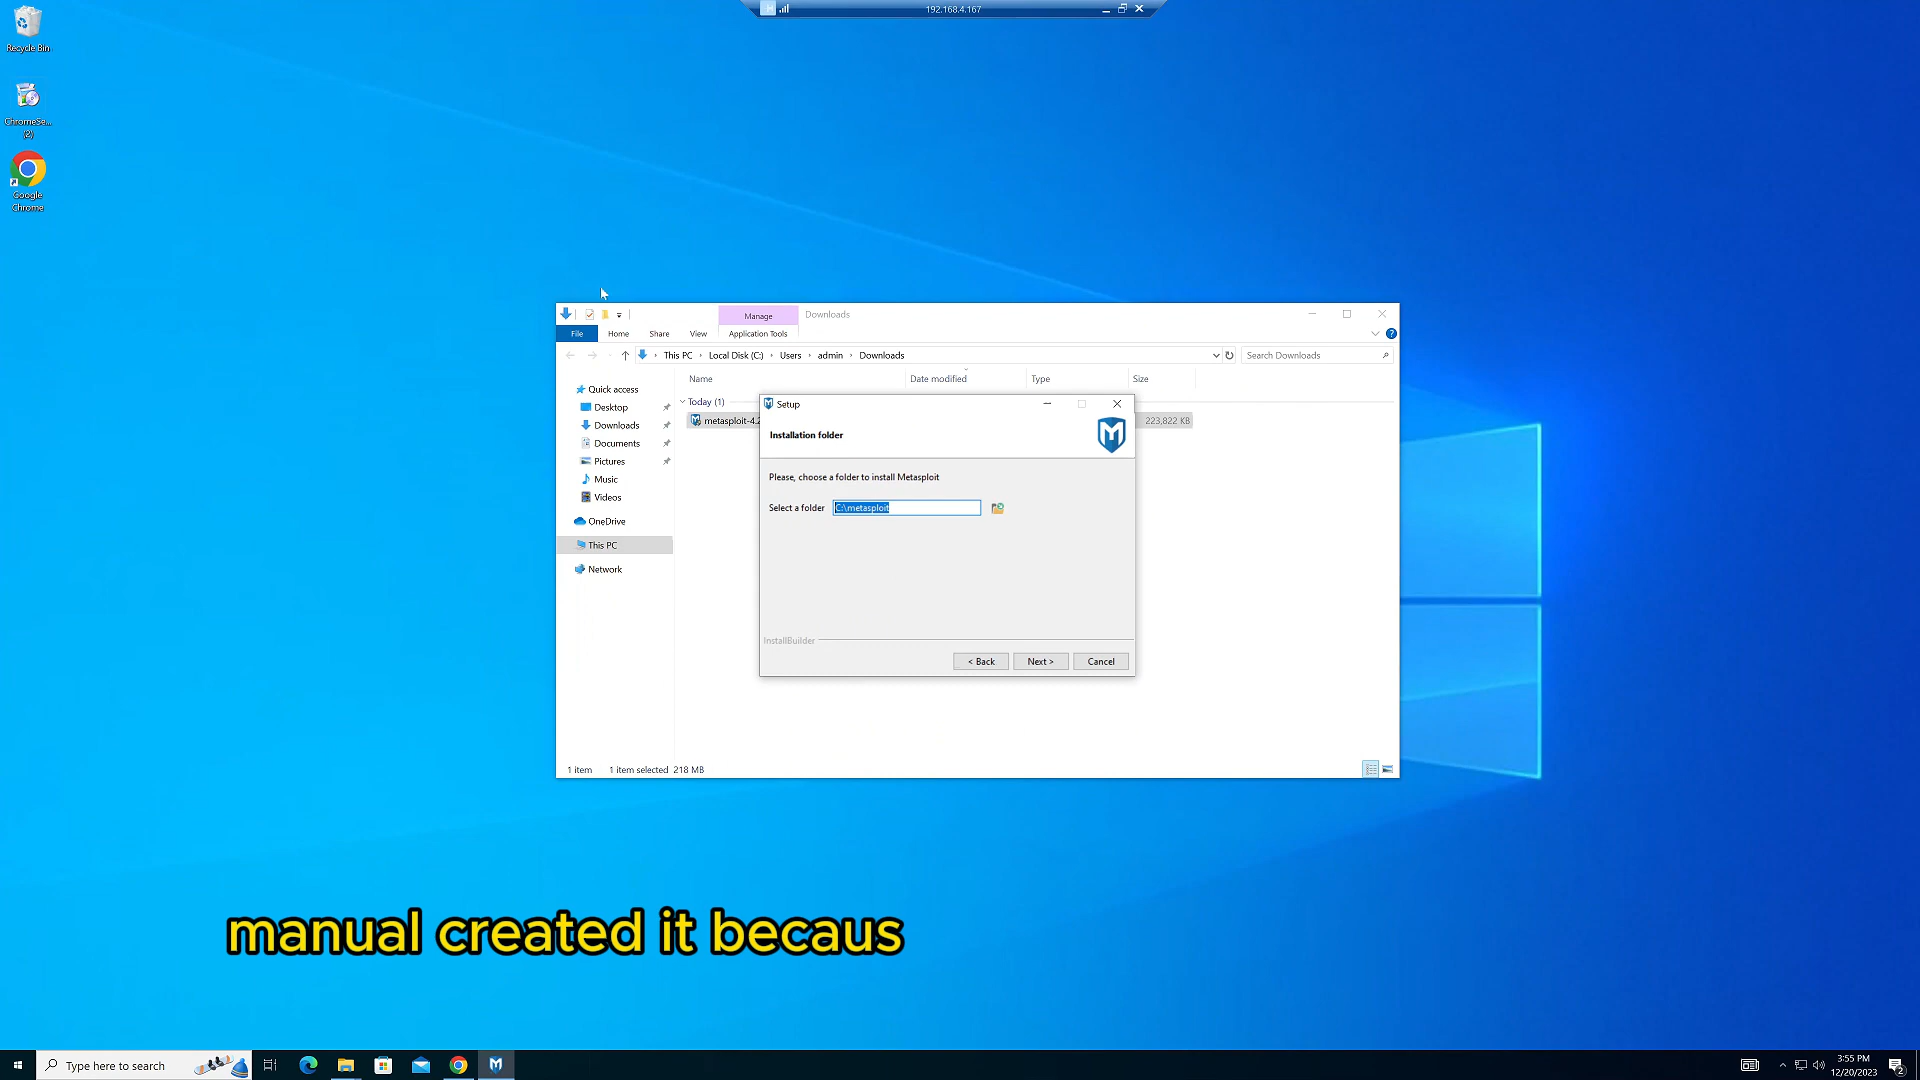 192.168.4.167
Recycle Bin
ChromeSe...
(2)
Google
Chrome
Manage
Downloads
File
Home
Share
View
Application Tools
This PC
Local Disk (C:)
Users
admin
Downloads
Search Downloads
Name
Date modified
Type
Size
Quick access
Desktop
Downloads
Documents
Pictures
Music
Videos
OneDrive
This PC
Network
Today (1)
metasploit-4.2
223,822 KB
Setup
Installation folder
Please, choose a folder to install Metasploit
Select a folder
C:\metasploit
InstallBuilder
< Back
Next >
Cancel
1 item
1 item selected 218 MB
manual created it becaus
Type here to search
3:55 PM
12/20/2023
2